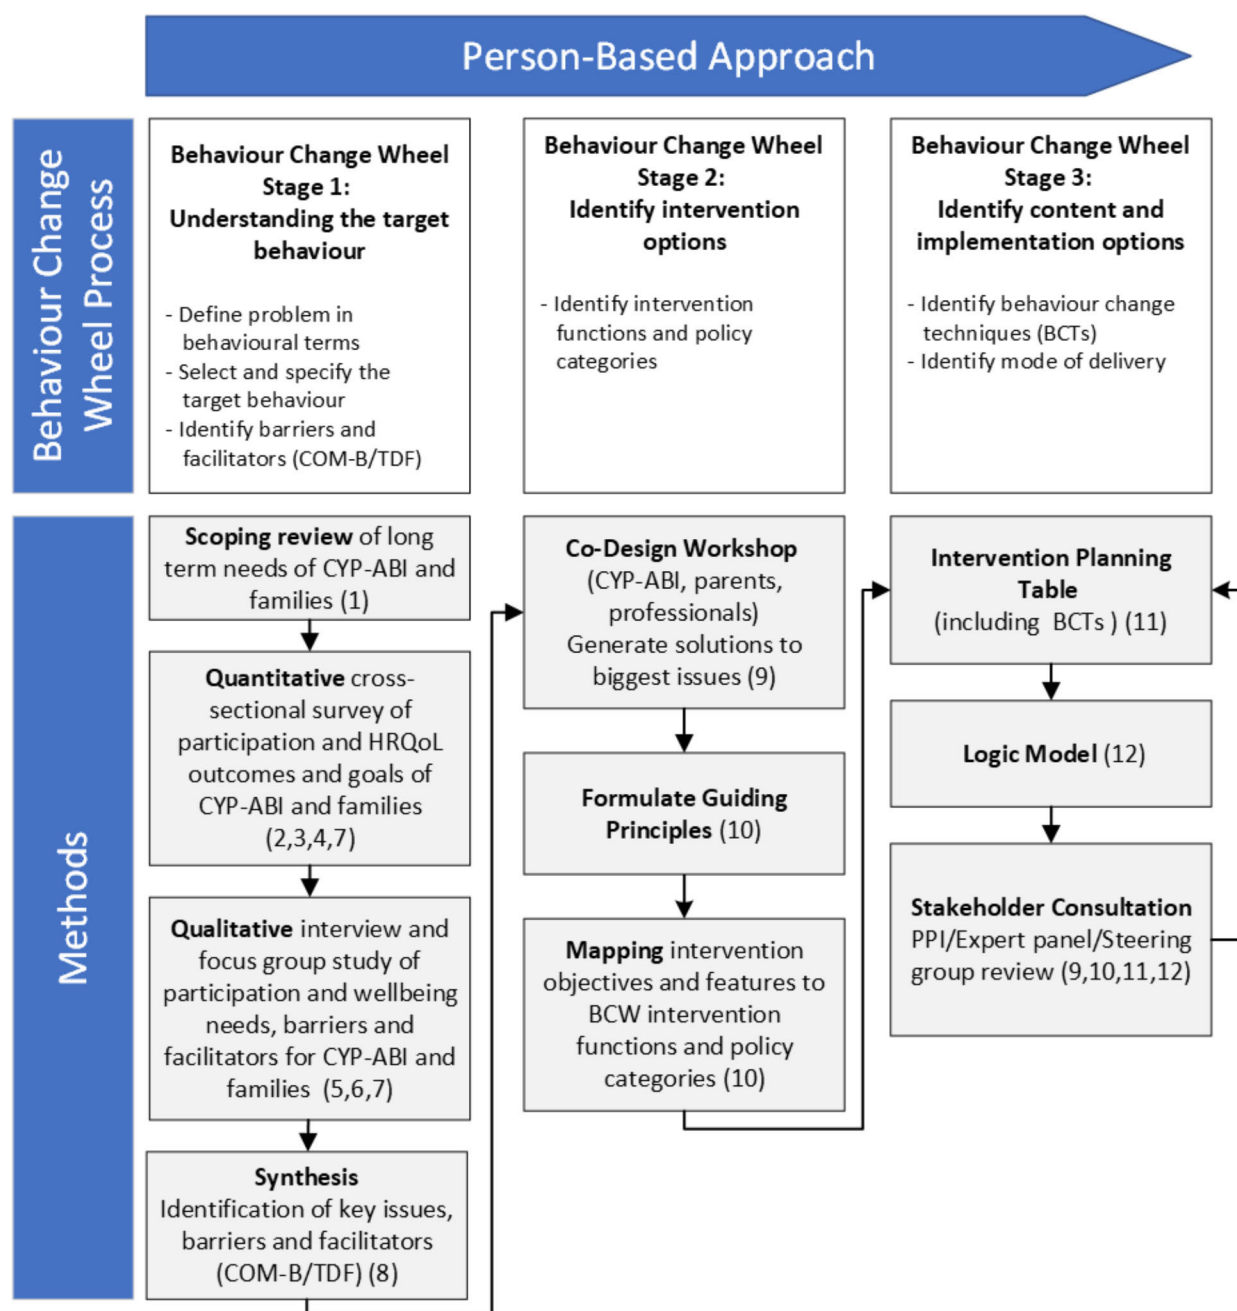 Person-Based Approach
Behaviour Change
Wheel Process
Behaviour Change Wheel
Stage 1:
Understanding the target
behaviour
- Define problem in
behavioural terms
- Select and specify the
target behaviour
- Identify barriers and
facilitators (COM-B/TDF)
Behaviour Change Wheel
Stage 2:
Identify intervention
options
- Identify intervention
functions and policy
categories
Behaviour Change Wheel
Stage 3:
Identify content and
implementation options
- Identify behaviour change
techniques (BCTs)
- Identify mode of delivery
Methods
Scoping review of long
term needs of CYP-ABI and
families (1)
Quantitative cross-
sectional survey of
participation and HRQoL
outcomes and goals of
CYP-ABI and families
(2,3,4,7)
Qualitative interview and
focus group study of
participation and wellbeing
needs, barriers and
facilitators for CYP-ABI and
families (5,6,7)
Synthesis
Identification of key issues,
barriers and facilitators
(COM-B/TDF) (8)
Co-Design Workshop
(CYP-ABI, parents,
professionals)
Generate solutions to
biggest issues (9)
Formulate Guiding
Principles (10)
Mapping intervention
objectives and features to
BCW intervention
functions and policy
categories (10)
Intervention Planning
Table
(including BCTs ) (11)
Logic Model (12)
Stakeholder Consultation
PPI/Expert panel/Steering
group review (9,10,11,12)